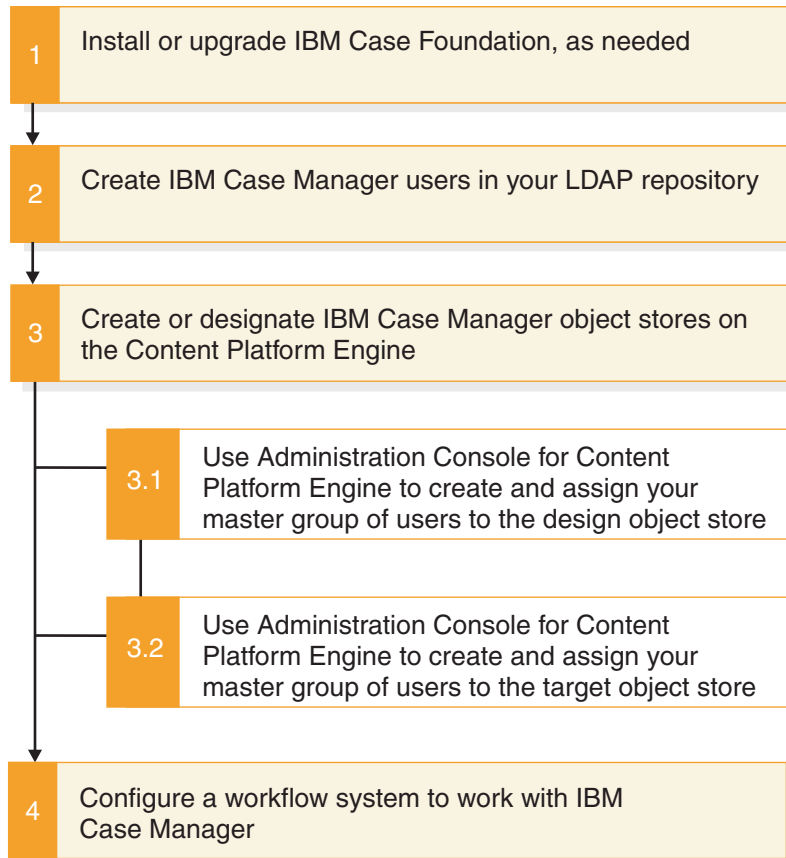 1
Install or upgrade IBM Case Foundation, as needed
2
Create IBM Case Manager users in your LDAP repository
3
Create or designate IBM Case Manager object stores on
the Content Platform Engine
3.1
Use Administration Console for Content
Platform Engine to create and assign your
master group of users to the design object store
3.2
Use Administration Console for Content
Platform Engine to create and assign your
master group of users to the target object store
4
Configure a workflow system to work with IBM
Case Manager